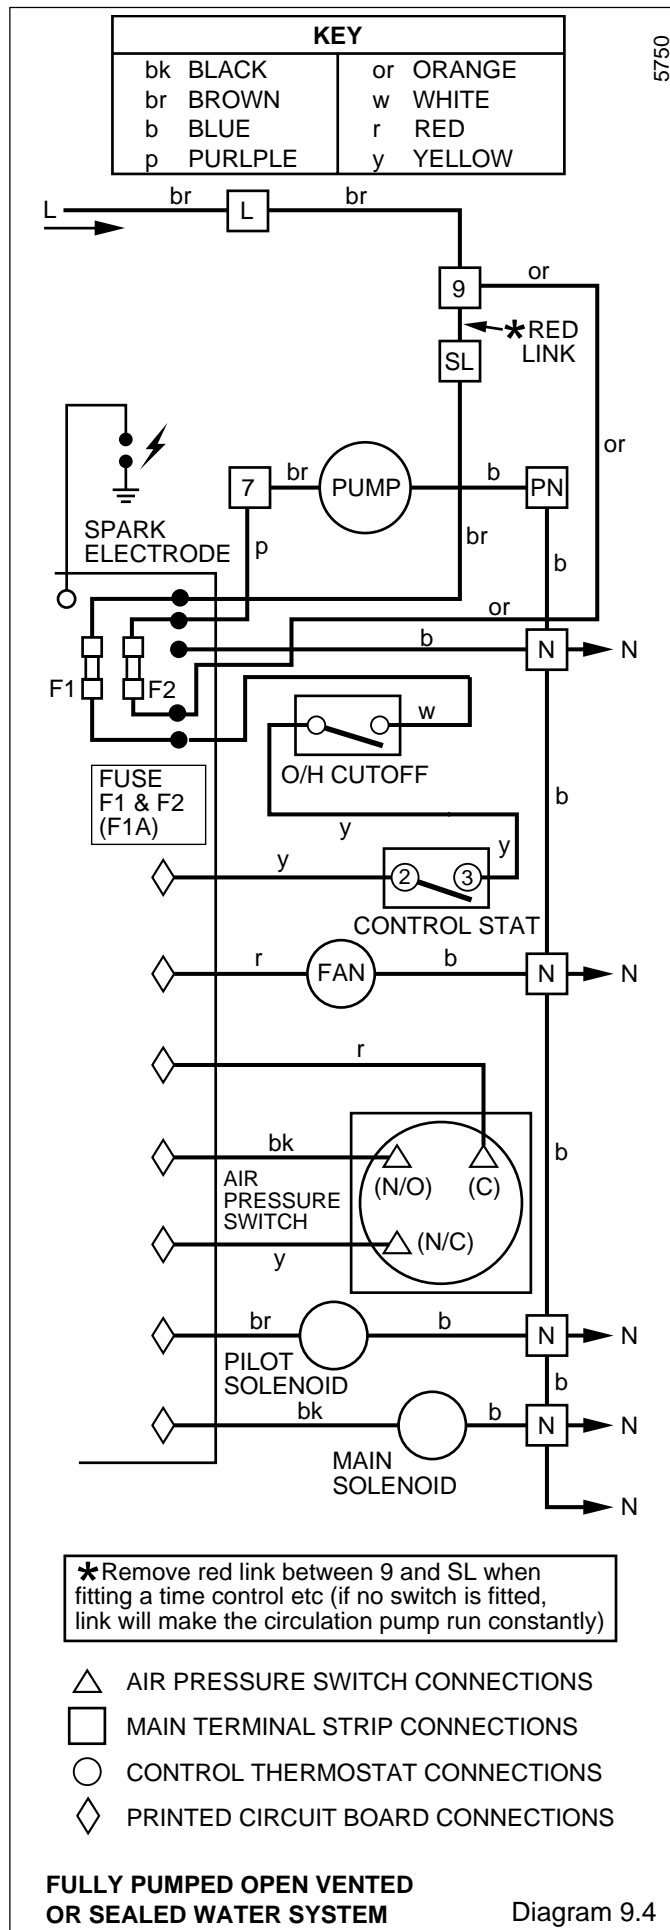 KEY
bk BLACK
br BROWN
b BLUE
p PURLPLE
or ORANGE
w WHITE
r RED
y YELLOW
5750
L
br
L
br
9
or
*RED
LINK
SL
or
7
br
PUMP
b
PN
SPARK
ELECTRODE
p
br
b
or
b
N
N
F1
F2
w
O/H CUTOFF
FUSE
F1 & F2
(F1A)
b
y
y
y
2
3
CONTROL STAT
r
FAN
b
N
N
r
bk
(N/O)
(C)
b
AIR
PRESSURE
SWITCH
(N/C)
y
br
b
N
N
PILOT
SOLENOID
b
bk
b
N
N
MAIN
SOLENOID
N
*Remove red link between 9 and SL when
fitting a time control etc (if no switch is fitted,
link will make the circulation pump run constantly)
AIR PRESSURE SWITCH CONNECTIONS
MAIN TERMINAL STRIP CONNECTIONS
CONTROL THERMOSTAT CONNECTIONS
PRINTED CIRCUIT BOARD CONNECTIONS
FULLY PUMPED OPEN VENTED
OR SEALED WATER SYSTEM
Diagram 9.4